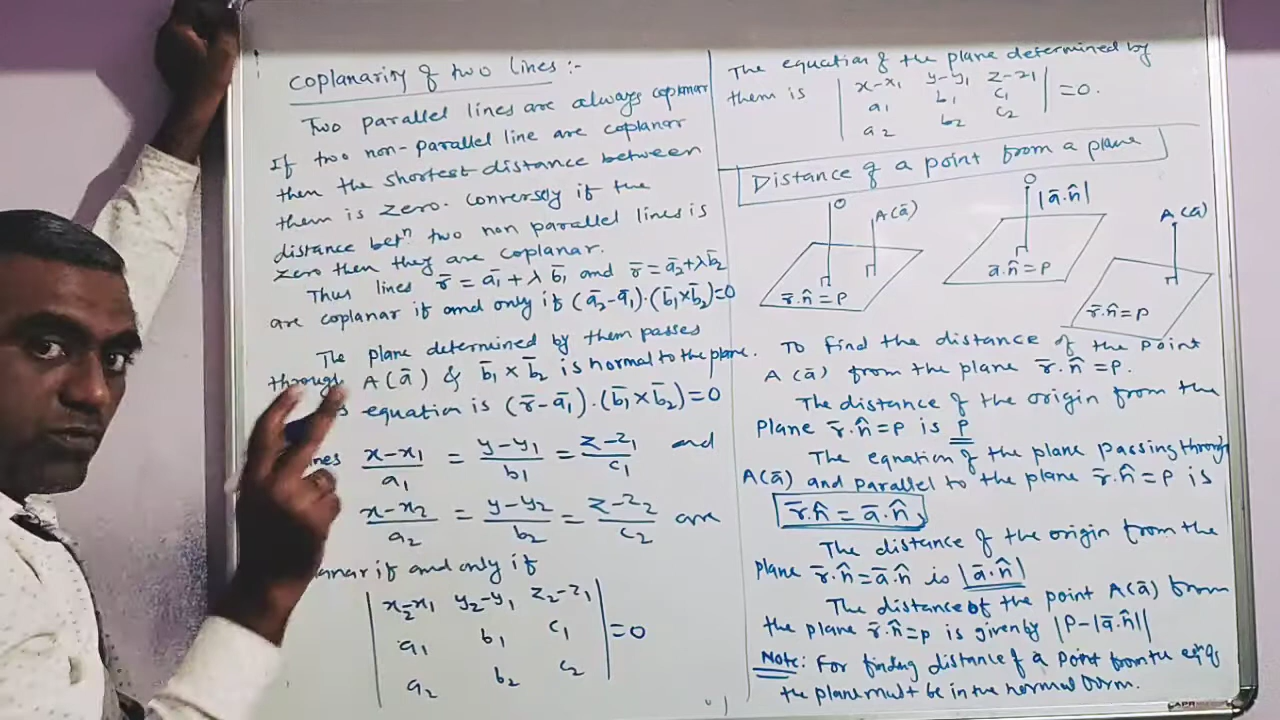 Coplanarity of two lines :-
Two parallel lines are always coplanar
If two non-parallel line are coplanar
then the shortest distance between
them is zero. conversely if the
distance betⁿ two non parallel lines is
zero then they are coplanar.
Thus lines r̄ = ā₁ + λ b̄₁ and r̄ = ā₂ + λ b̄₂
are coplanar if and only if (ā₂-ā₁).(b̄₁×b̄₂)=0
The plane determined by them passes
through A(ā) & b̄₁ × b̄₂ is normal to the plane.
equation is (r̄-ā₁).(b̄₁×b̄₂)=0
x-x₁/a₁ = y-y₁/b₁ = z-z₁/c₁ and
x-x₂/a₂ = y-y₂/b₂ = z-z₂/c₂ are
if and only if
| x₂-x₁ y₂-y₁ z₂-z₁ |
| a₁ b₁ c₁ | =0
| a₂ b₂ c₂ |
The equation of the plane determined by
them is | x-x₁ y-y₁ z-z₁ |
| a₁ b₁ c₁ | =0.
| a₂ b₂ c₂ |
Distance of a point from a plane
O A(ā) r̄.n̂ = P
O |ā.n̂| ā.n̂ = P
A(ā) r̄.n̂ = P
To find the distance of the point
A(ā) from the plane r̄.n̂ = P.
The distance of the origin from the
plane r̄.n̂ = P is P
The equation of the plane passing through
A(ā) and parallel to the plane r̄.n̂ = P is
r̄.n̂ = ā.n̂.
The distance of the origin from the
plane r̄.n̂ = ā.n̂ is |ā.n̂|
The distance of the point A(ā) from
the plane r̄.n̂ = p is given by |P-|ā.n̂||
Note: For finding distance of a point from the eqⁿ of
the plane must be in the normal form.